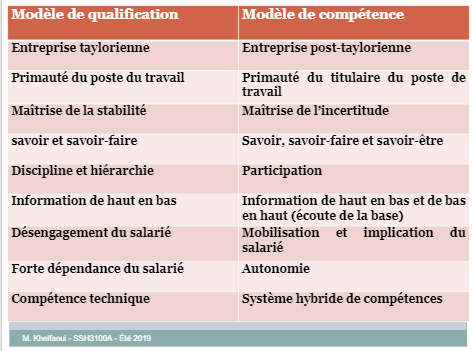 Modèle de qualification Modèle de compétence
Entreprise taylorienne Entreprise post-taylorienne
Primauté du poste du travail Primauté du titulaire du poste de
travail
Maîtrise de la stabilité Maîtrise de l'incertitude
savoir et savoir-faire Savoir, savoir-faire et savoir-être
Discipline et hiérarchie Participation
Information de haut en bas Information de haut en bas et de bas
en haut (écoute de la base)
Désengagement du salarié Mobilisation et implication du
salarié
Forte dépendance du salarié Autonomie
Compétence technique Système hybride de compétences
M. Khelfaoui - SSH3100A - Été 2019